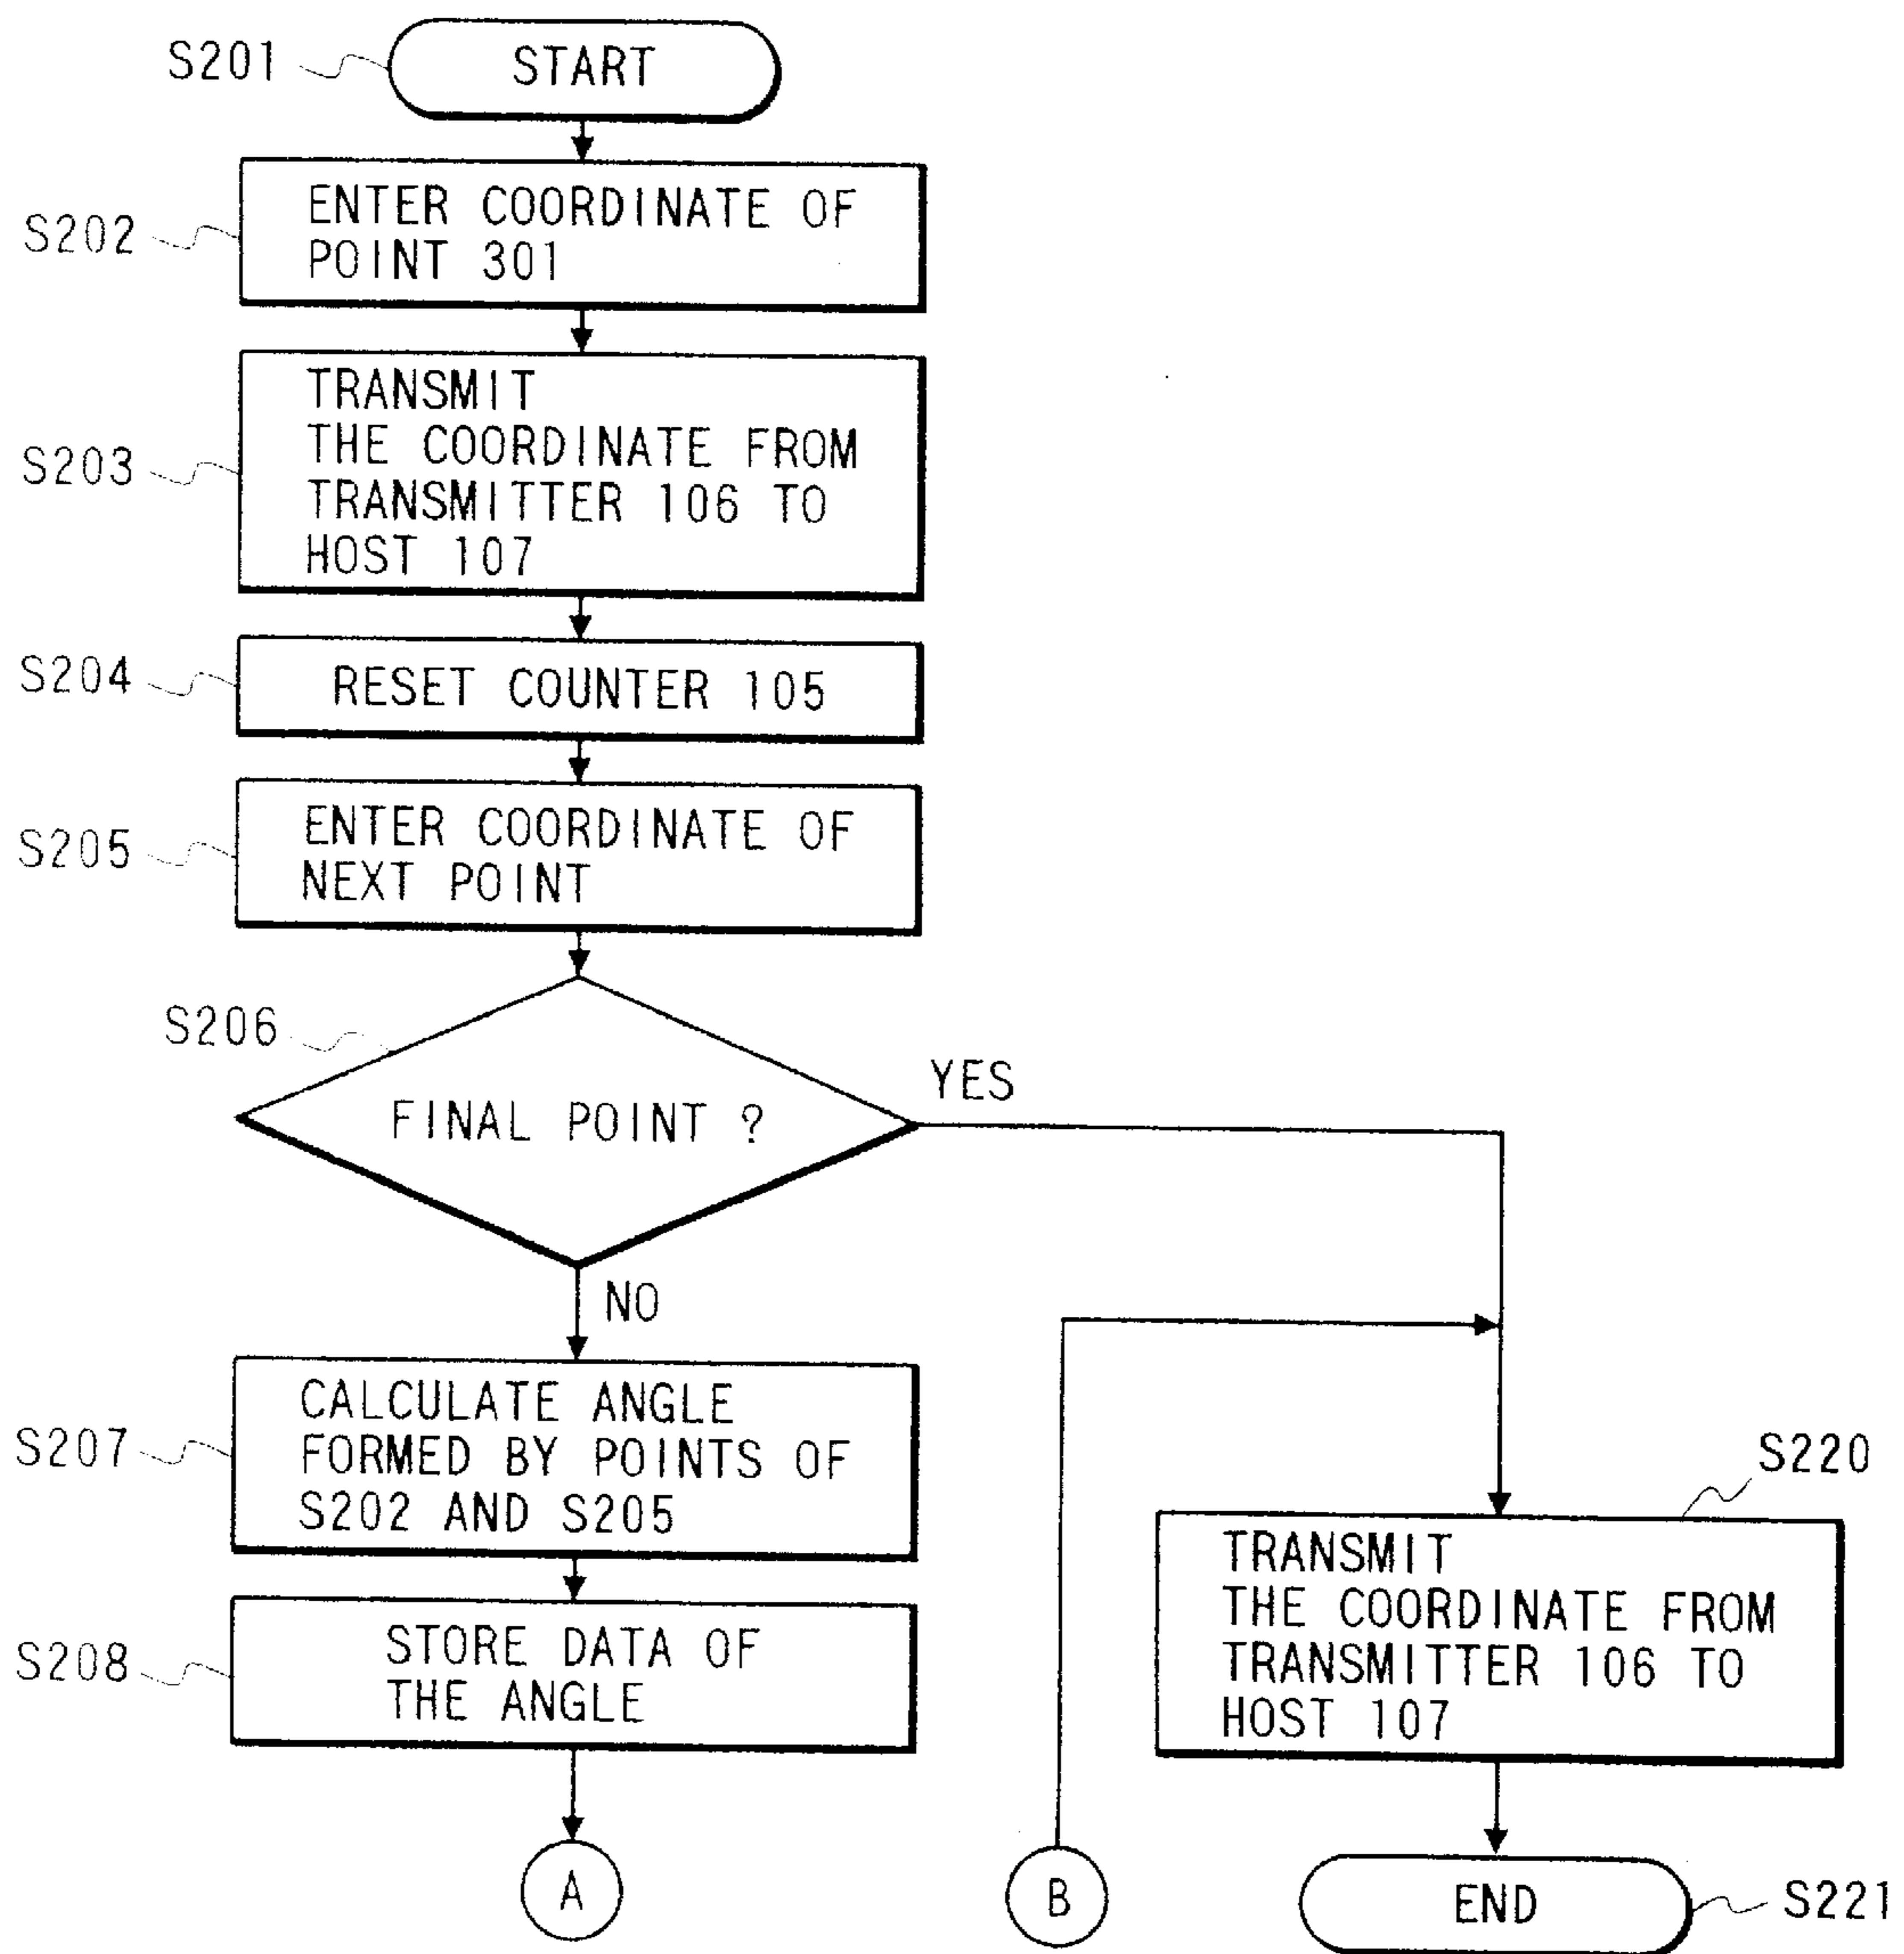 S201
START
S202
ENTER COORDINATE OF
POINT 301
S203
TRANSMIT
THE COORDINATE FROM
TRANSMITTER 106 TO
HOST 107
S204
RESET COUNTER 105
S205
ENTER COORDINATE OF
NEXT POINT
S206
FINAL POINT ?
YES
NO
S207
CALCULATE ANGLE
FORMED BY POINTS OF
S202 AND S205
S208
STORE DATA OF
THE ANGLE
A
B
S220
TRANSMIT
THE COORDINATE FROM
TRANSMITTER 106 TO
HOST 107
END
S221